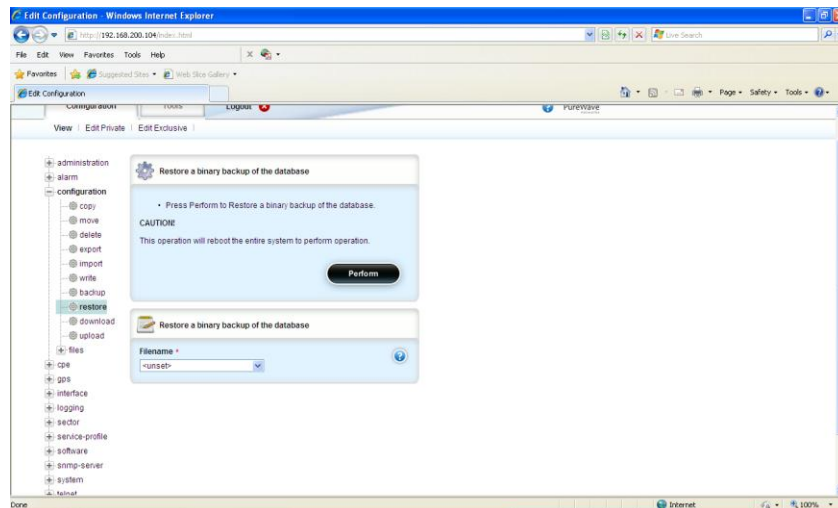 Edit Configuration - Windows Internet Explorer
http://192.168.200.104/index.html
Live Search
File Edit View Favorites Tools Help
Favorites Suggested Sites Web Slice Gallery
Edit Configuration
Page Safety Tools
Configuration Tools Logout PureWave
View Edit Private Edit Exclusive
administration
alarm
configuration
copy
move
delete
export
import
write
backup
restore
download
upload
files
cpe
gps
interface
logging
sector
service-profile
software
snmp-server
system
telnet
Restore a binary backup of the database
• Press Perform to Restore a binary backup of the database.
CAUTION!
This operation will reboot the entire system to perform operation.
Perform
Restore a binary backup of the database
Filename *
<unset>
Done Internet 100%